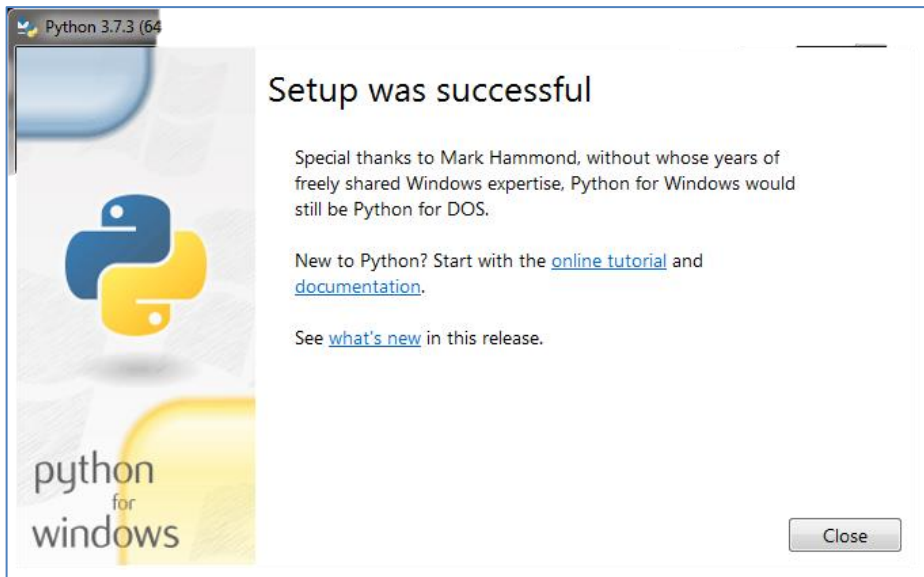 Python 3.7.3 (64
Setup was successful
Special thanks to Mark Hammond, without whose years of
freely shared Windows expertise, Python for Windows would
still be Python for DOS.
New to Python? Start with the online tutorial and
documentation.
See what's new in this release.
python
for
windows
Close